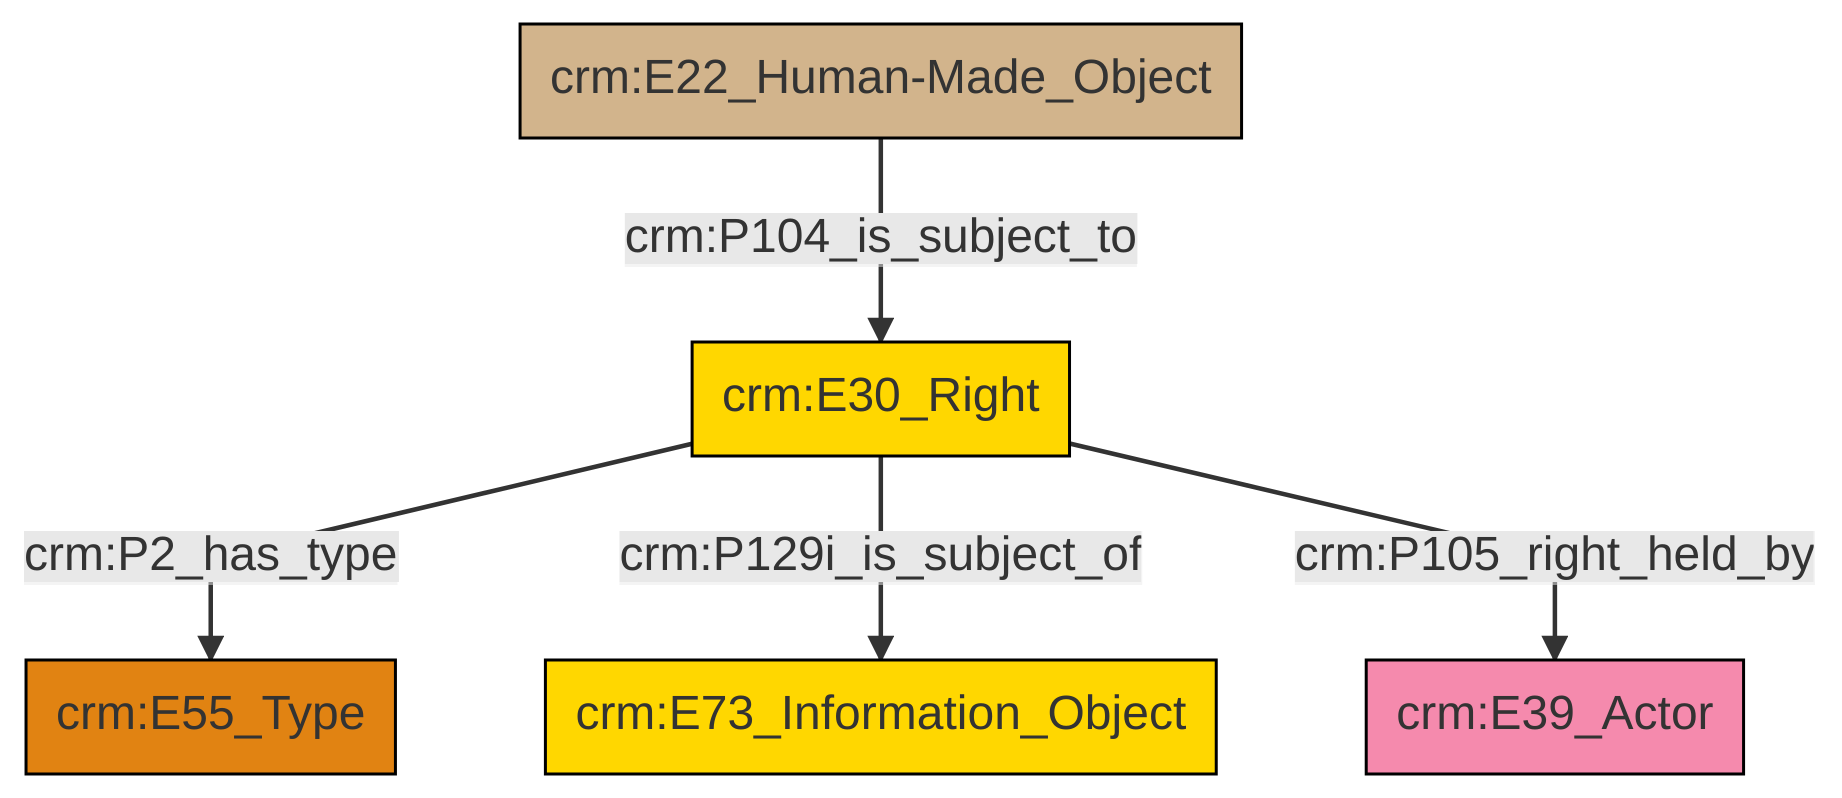 crm:E22_Human-Made_Object
crm:P104_is_subject_to
crm:E30_Right
crm:P2_has_type
crm:P129i_is_subject_of
crm:P105_right_held_by
crm:E55_Type
crm:E73_Information_Object
crm:E39_Actor